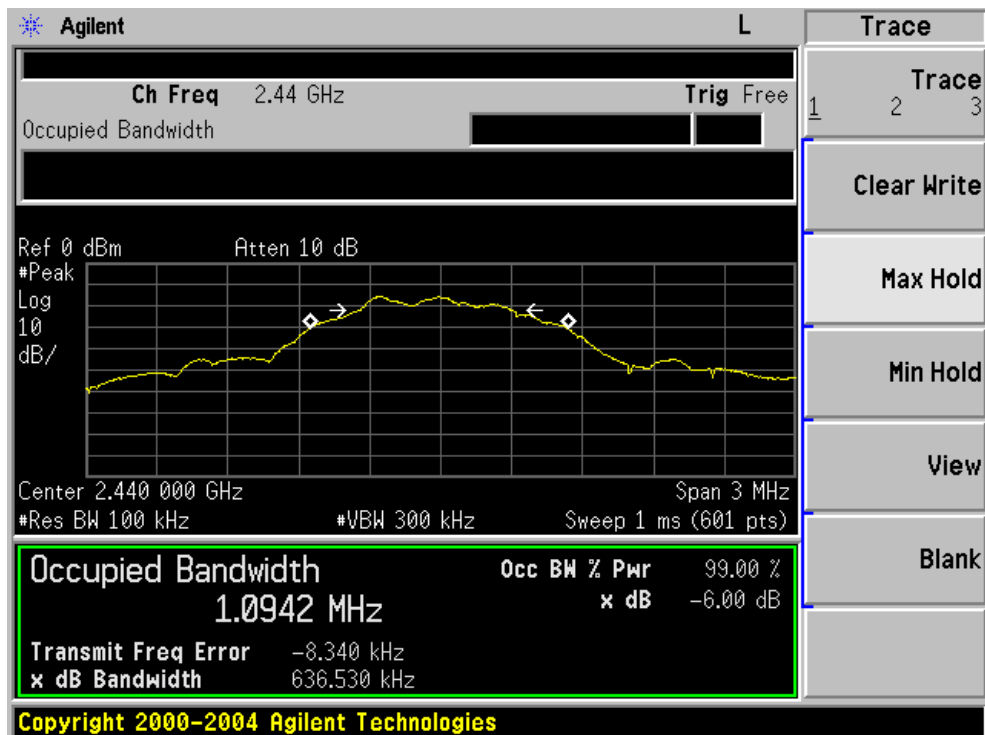 Agilent L Trace
Ch Freq 2.44 GHz Trig Free
Occupied Bandwidth
Trace
1 2 3
Clear Write
Max Hold
Min Hold
View
Blank
Ref 0 dBm Atten 10 dB
#Peak
Log
10
dB/
Center 2.440 000 GHz Span 3 MHz
#Res BW 100 kHz #VBW 300 kHz Sweep 1 ms (601 pts)
Occupied Bandwidth Occ BW % Pwr 99.00 %
1.0942 MHz x dB -6.00 dB
Transmit Freq Error -8.340 kHz
x dB Bandwidth 636.530 kHz
Copyright 2000-2004 Agilent Technologies